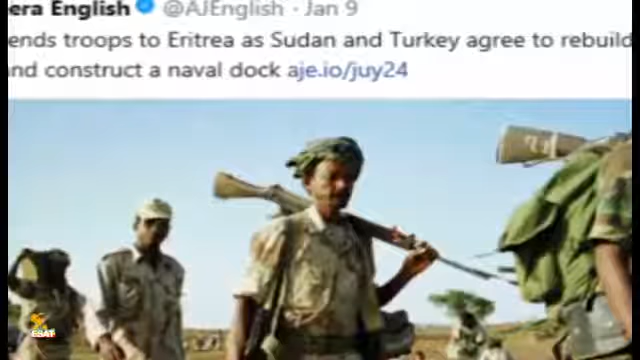 era English @AJEnglish · Jan 9
ends troops to Eritrea as Sudan and Turkey agree to rebuild
nd construct a naval dock aje.io/juy24
ESAT